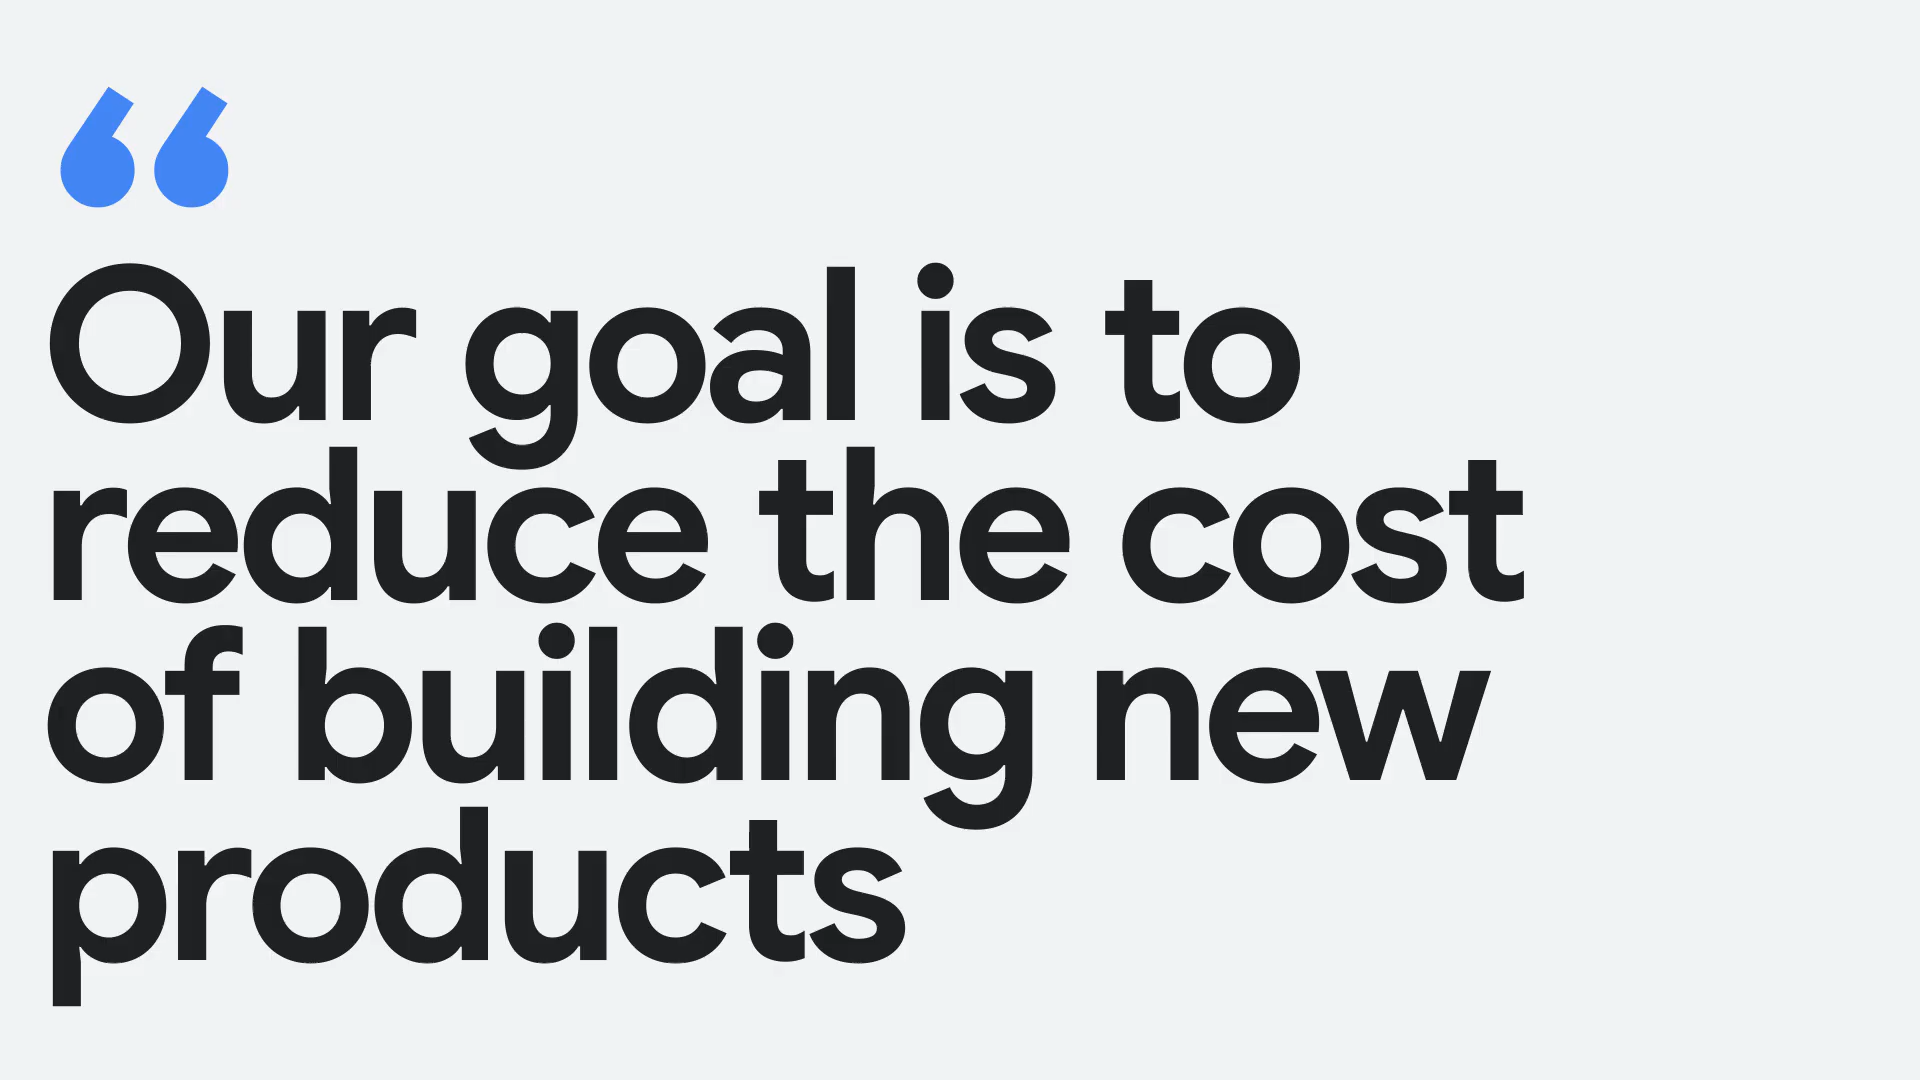 “
Our goal is to
reduce the cost
of building new
products